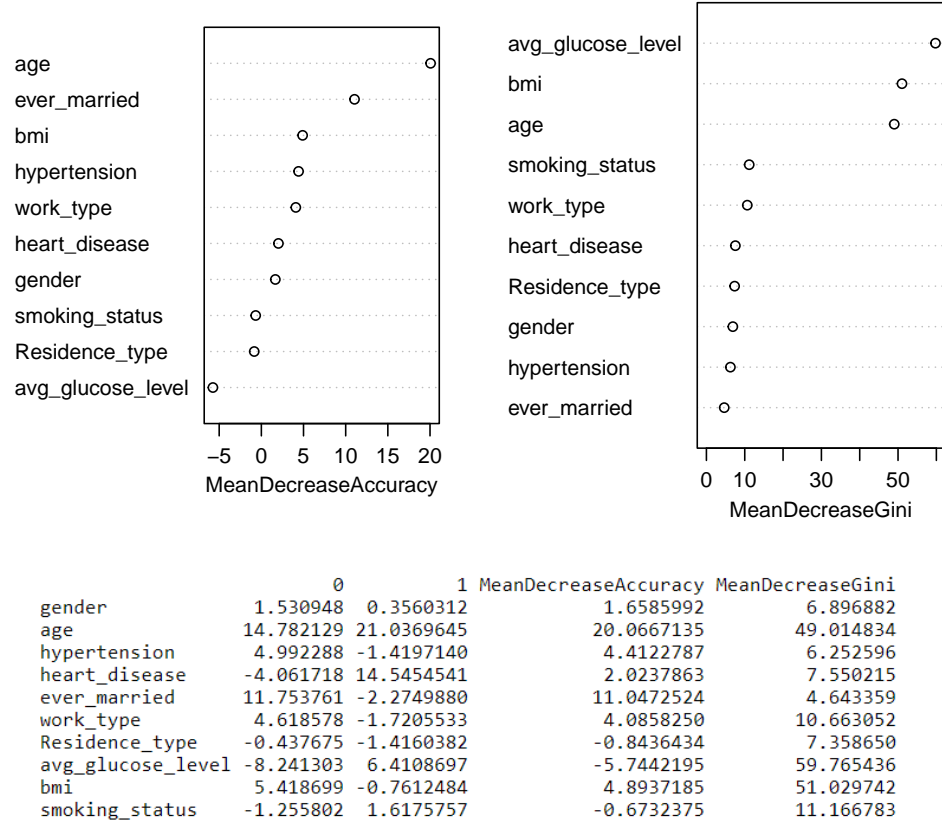 age
ever_married
bmi
hypertension
work_type
heart_disease
gender
smoking_status
Residence_type
avg_glucose_level
−5 0 5 10 15 20
MeanDecreaseAccuracy
avg_glucose_level
bmi
age
smoking_status
work_type
heart_disease
Residence_type
gender
hypertension
ever_married
0 10 30 50
MeanDecreaseGini
0 1 MeanDecreaseAccuracy MeanDecreaseGini
gender 1.530948 0.3560312 1.6585992 6.896882
age 14.782129 21.0369645 20.0667135 49.014834
hypertension 4.992288 -1.4197140 4.4122787 6.252596
heart_disease -4.061718 14.5454541 2.0237863 7.550215
ever_married 11.753761 -2.2749880 11.0472524 4.643359
work_type 4.618578 -1.7205533 4.0858250 10.663052
Residence_type -0.437675 -1.4160382 -0.8436434 7.358650
avg_glucose_level -8.241303 6.4108697 -5.7442195 59.765436
bmi 5.418699 -0.7612484 4.8937185 51.029742
smoking_status -1.255802 1.6175757 -0.6732375 11.166783